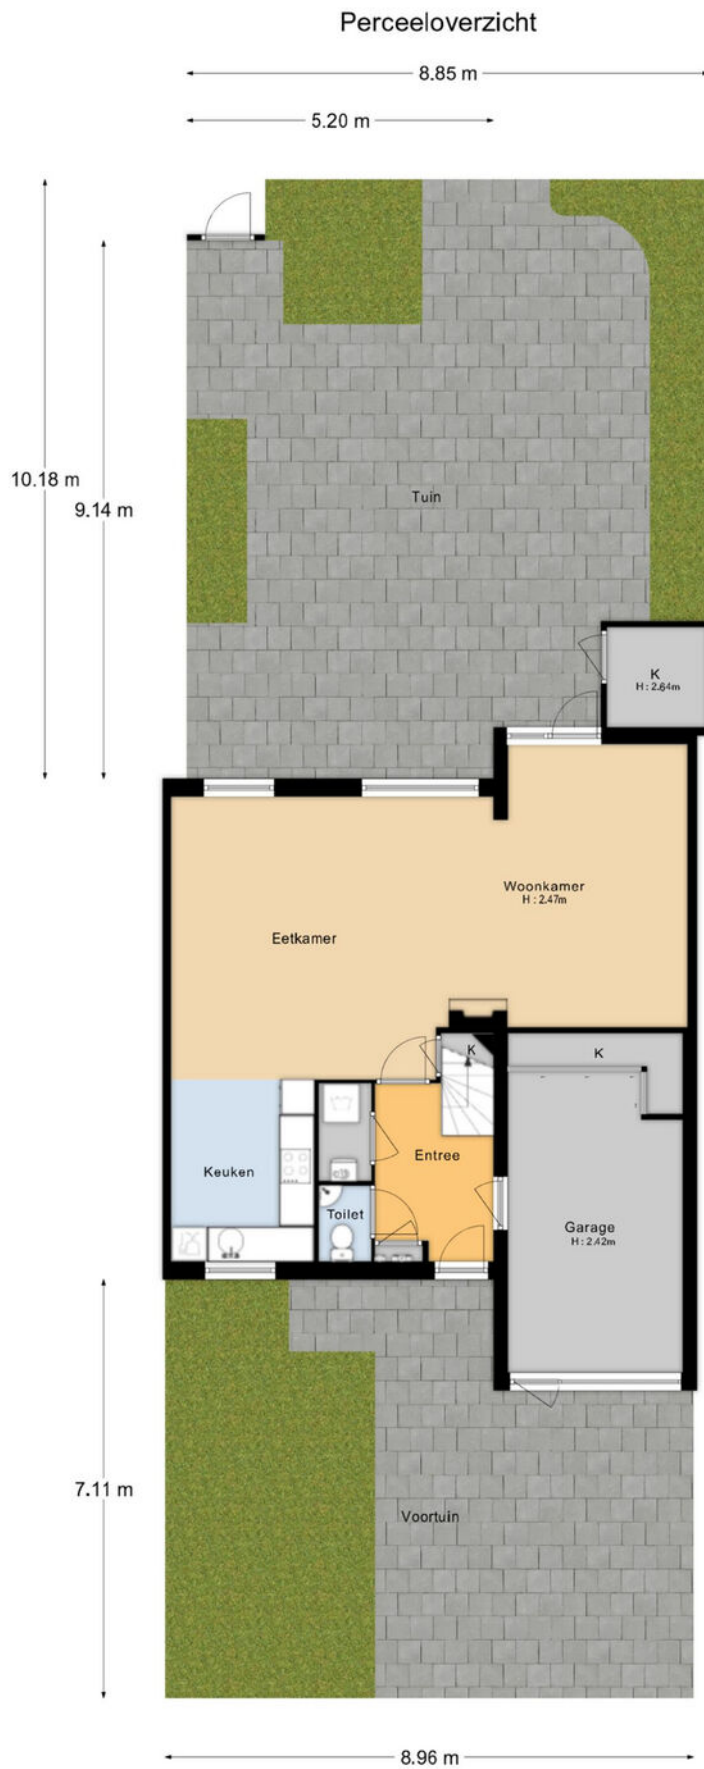 Perceeloverzicht
8.85 m
5.20 m
10.18 m
9.14 m
Tuin
K
H : 2.64m
Woonkamer
H : 2.47m
Eetkamer
K
K
Entree
Keuken
Toilet
Garage
H : 2.42m
7.11 m
Voortuin
8.96 m